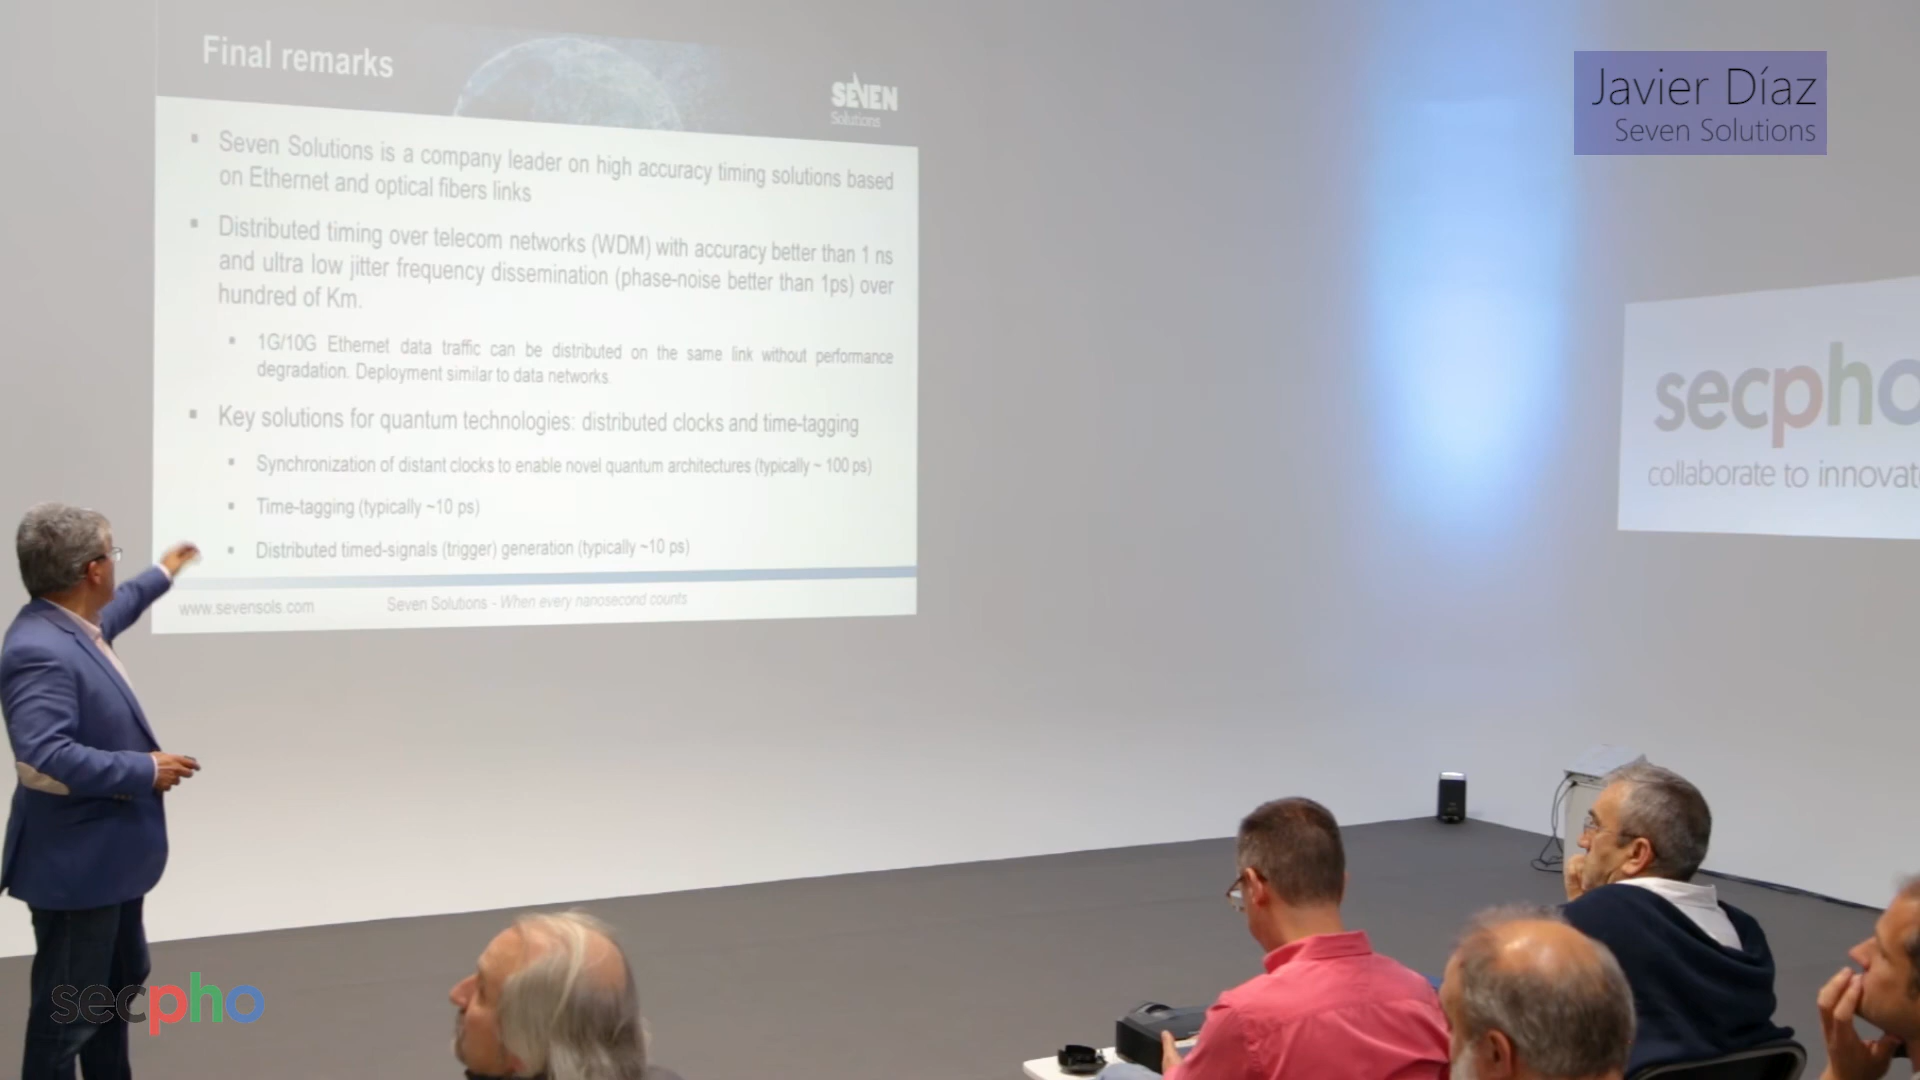 Final remarks
SEVEN
Solutions
Javier Díaz
Seven Solutions
▪ Seven Solutions is a company leader on high accuracy timing solutions based
on Ethernet and optical fibers links
▪ Distributed timing over telecom networks (WDM) with accuracy better than 1 ns
and ultra low jitter frequency dissemination (phase-noise better than 1ps) over
hundred of Km.
▪ 1G/10G Ethernet data traffic can be distributed on the same link without performance
degradation. Deployment similar to data networks.
▪ Key solutions for quantum technologies: distributed clocks and time-tagging
▪ Synchronization of distant clocks to enable novel quantum architectures (typically ~ 100 ps)
▪ Time-tagging (typically ~10 ps)
▪ Distributed timed-signals (trigger) generation (typically ~10 ps)
www.sevensols.com
Seven Solutions - When every nanosecond counts
secpho
collaborate to innovate
secpho